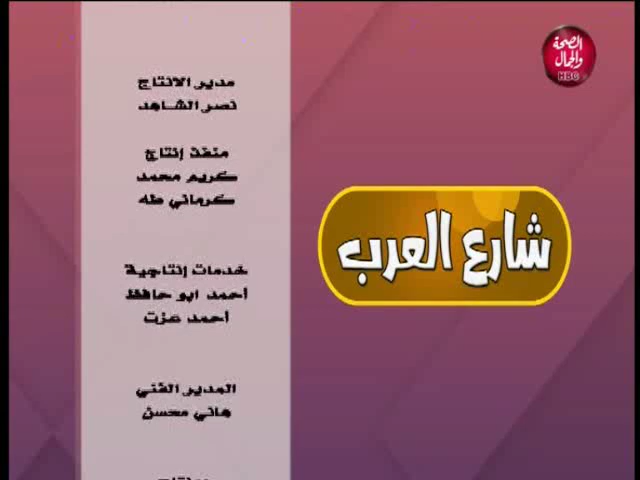 الصحة
والجمال
HBC
مدير الانتاج
نصر الشاهد
منفذ إنتاج
كريم محمد
كرماني طه
شارع العرب
خدمات إنتاجية
أحمد ابو حافظ
أحمد عزت
المدير الفني
هاني محسن